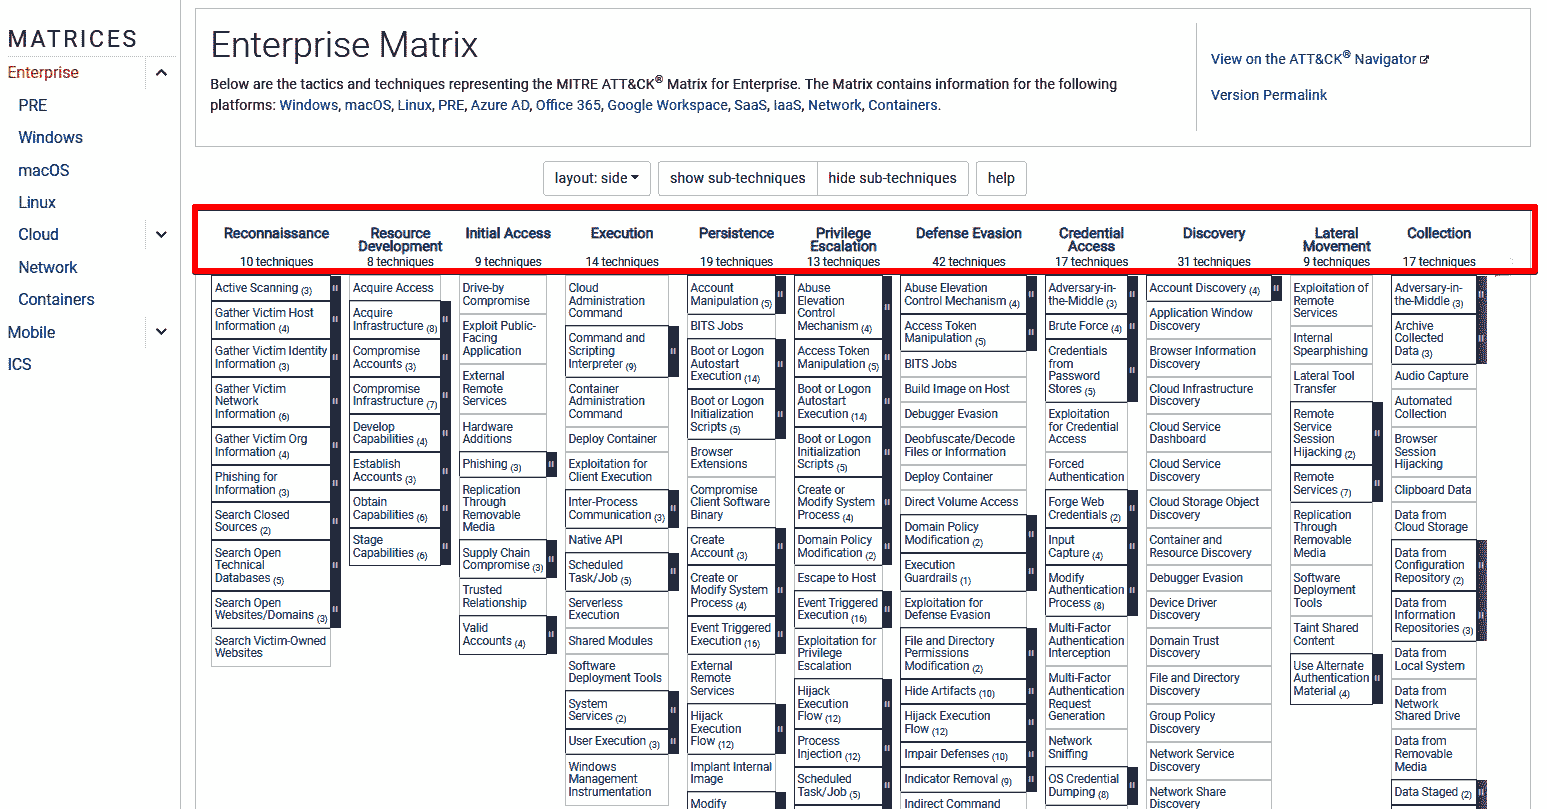 MATRICES
Enterprise
PRE
Windows
macOS
Linux
Cloud
Network
Containers
Mobile
ICS
Enterprise Matrix
Below are the tactics and techniques representing the MITRE ATT&CK® Matrix for Enterprise. The Matrix contains information for the following
platforms: Windows, macOS, Linux, PRE, Azure AD, Office 365, Google Workspace, SaaS, IaaS, Network, Containers.
View on the ATT&CK® Navigator
Version Permalink
layout: side
show sub-techniques
hide sub-techniques
help
Reconnaissance
10 techniques
Active Scanning (3)
Gather Victim Host
Information (4)
Gather Victim Identity
Information (3)
Gather Victim
Network
Information (6)
Gather Victim Org
Information (4)
Phishing for
Information (3)
Search Closed
Sources (2)
Search Open
Technical
Databases (5)
Search Open
Websites/Domains (3)
Search Victim-Owned
Websites
Resource
Development
8 techniques
Acquire Access
Acquire
Infrastructure (8)
Compromise
Accounts (3)
Compromise
Infrastructure (7)
Develop
Capabilities (4)
Establish
Accounts (3)
Obtain
Capabilities (6)
Stage
Capabilities (6)
Initial Access
9 techniques
Drive-by
Compromise
Exploit Public-
Facing
Application
External
Remote
Services
Hardware
Additions
Phishing (3)
Replication
Through
Removable
Media
Supply Chain
Compromise (3)
Trusted
Relationship
Valid
Accounts (4)
Execution
14 techniques
Cloud
Administration
Command
Command and
Scripting
Interpreter (9)
Container
Administration
Command
Deploy Container
Exploitation for
Client Execution
Inter-Process
Communication (3)
Native API
Scheduled
Task/Job (5)
Serverless
Execution
Shared Modules
Software
Deployment Tools
System
Services (2)
User Execution (3)
Windows
Management
Instrumentation
Persistence
19 techniques
Account
Manipulation (5)
BITS Jobs
Boot or Logon
Autostart
Execution (14)
Boot or Logon
Initialization
Scripts (5)
Browser
Extensions
Compromise
Client Software
Binary
Create
Account (3)
Create or
Modify System
Process (4)
Event Triggered
Execution (16)
External
Remote
Services
Hijack
Execution
Flow (12)
Implant Internal
Image
Modify
Privilege
Escalation
13 techniques
Abuse
Elevation
Control
Mechanism (4)
Access Token
Manipulation (5)
Boot or Logon
Autostart
Execution (14)
Boot or Logon
Initialization
Scripts (5)
Create or
Modify System
Process (4)
Domain Policy
Modification (2)
Escape to Host
Event Triggered
Execution (16)
Exploitation for
Privilege
Escalation
Hijack
Execution
Flow (12)
Process
Injection (12)
Scheduled
Task/Job (5)
Defense Evasion
42 techniques
Abuse Elevation
Control Mechanism (4)
Access Token
Manipulation (5)
BITS Jobs
Build Image on Host
Debugger Evasion
Deobfuscate/Decode
Files or Information
Deploy Container
Direct Volume Access
Domain Policy
Modification (2)
Execution
Guardrails (1)
Exploitation for
Defense Evasion
File and Directory
Permissions
Modification (2)
Hide Artifacts (10)
Hijack Execution
Flow (12)
Impair Defenses (10)
Indicator Removal (9)
Indirect Command
Credential
Access
17 techniques
Adversary-in-
the-Middle (3)
Brute Force (4)
Credentials
from
Password
Stores (5)
Exploitation
for Credential
Access
Forced
Authentication
Forge Web
Credentials (2)
Input
Capture (4)
Modify
Authentication
Process (8)
Multi-Factor
Authentication
Interception
Multi-Factor
Authentication
Request
Generation
Network
Sniffing
OS Credential
Dumping (8)
Discovery
31 techniques
Account Discovery (4)
Application Window
Discovery
Browser Information
Discovery
Cloud Infrastructure
Discovery
Cloud Service
Dashboard
Cloud Service
Discovery
Cloud Storage Object
Discovery
Container and
Resource Discovery
Debugger Evasion
Device Driver
Discovery
Domain Trust
Discovery
File and Directory
Discovery
Group Policy
Discovery
Network Service
Discovery
Network Share
Discovery
Lateral
Movement
9 techniques
Exploitation of
Remote
Services
Internal
Spearphishing
Lateral Tool
Transfer
Remote
Service
Session
Hijacking (2)
Remote
Services (7)
Replication
Through
Removable
Media
Software
Deployment
Tools
Taint Shared
Content
Use Alternate
Authentication
Material (4)
Collection
17 techniques
Adversary-in-
the-Middle (3)
Archive
Collected
Data (3)
Audio Capture
Automated
Collection
Browser
Session
Hijacking
Clipboard Data
Data from
Cloud Storage
Data from
Configuration
Repository (2)
Data from
Information
Repositories (3)
Data from
Local System
Data from
Network
Shared Drive
Data from
Removable
Media
Data Staged (2)